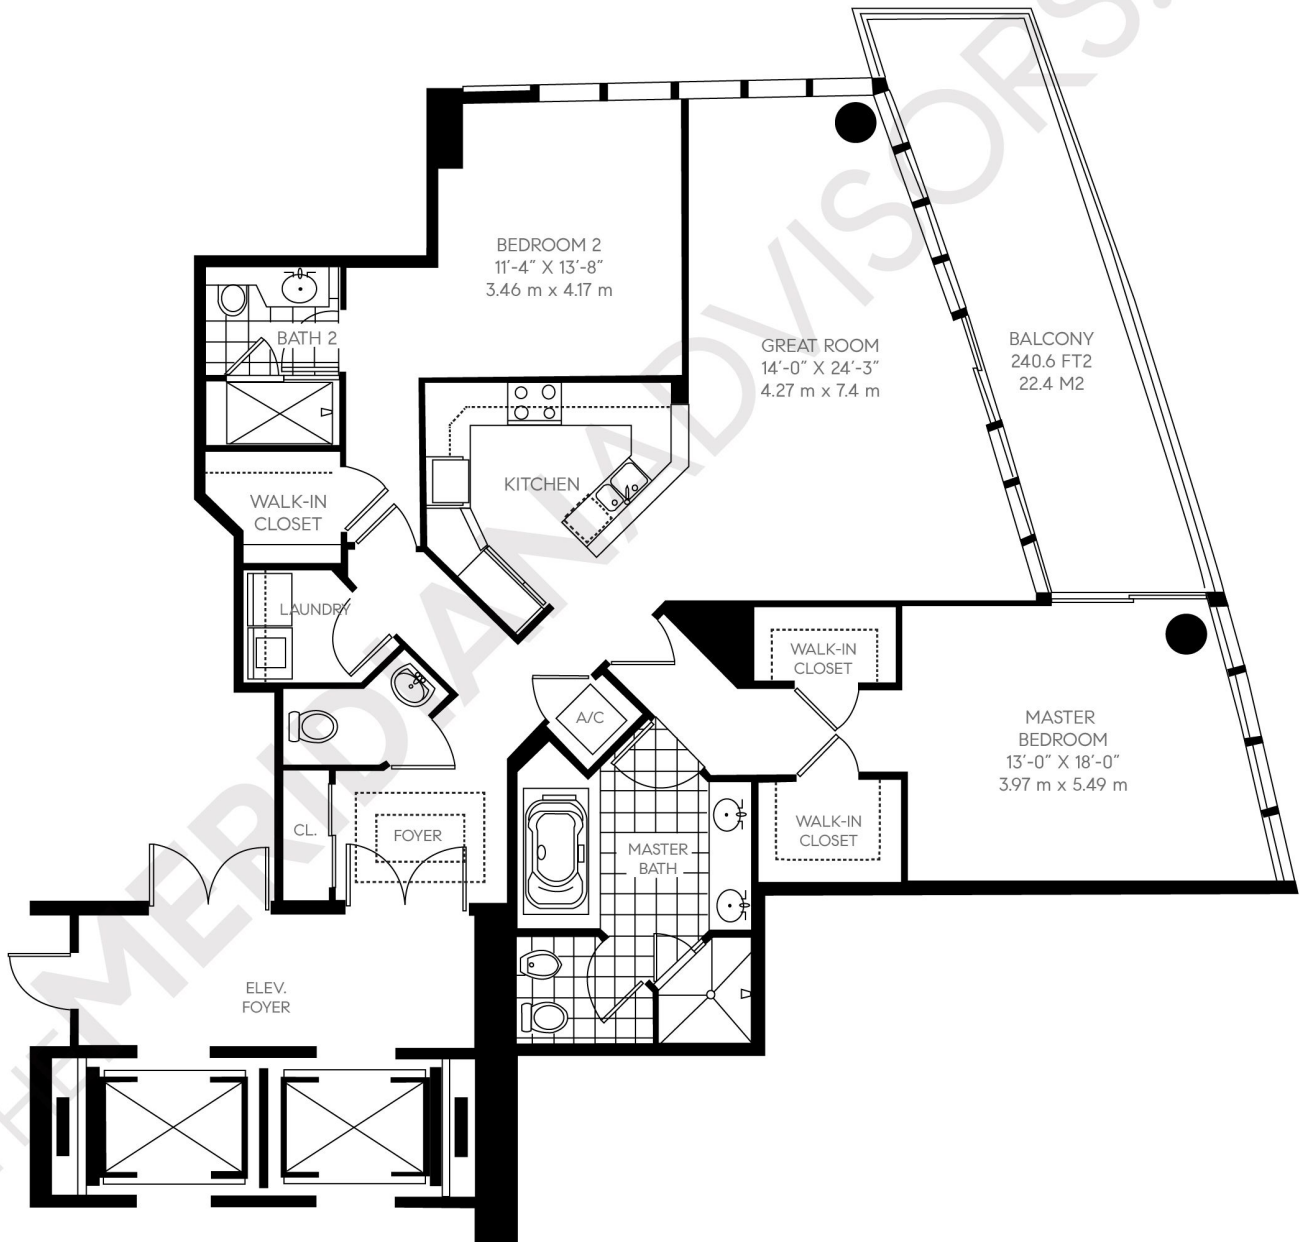 BEDROOM 2
11'-4" X 13'-8"
3.46 m x 4.17 m
BATH 2
GREAT ROOM
14'-0" X 24'-3"
4.27 m x 7.4 m
BALCONY
240.6 FT2
22.4 M2
KITCHEN
WALK-IN
CLOSET
LAUNDRY
WALK-IN
CLOSET
A/C
MASTER
BEDROOM
13'-0" X 18'-0"
3.97 m x 5.49 m
CL.
FOYER
WALK-IN
CLOSET
MASTER
BATH
ELEV.
FOYER
THEMERIDIANADVISORS.